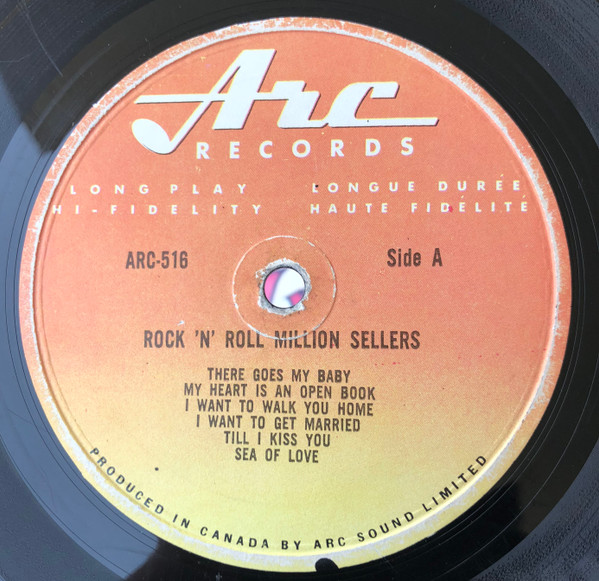 Arc
RECORDS
LONG PLAY LONGUE DURÉE
HI-FIDELITY HAUTE FIDÉLITÉ
ARC-516 Side A
ROCK 'N' ROLL MILLION SELLERS
THERE GOES MY BABY
MY HEART IS AN OPEN BOOK
I WANT TO WALK YOU HOME
I WANT TO GET MARRIED
TILL I KISS YOU
SEA OF LOVE
PRODUCED IN CANADA BY ARC SOUND LIMITED